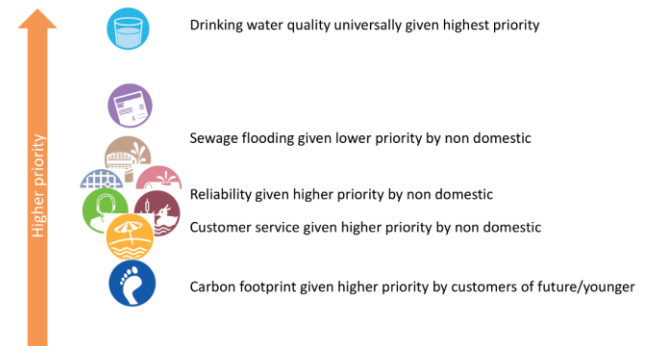 Drinking water quality universally given highest priority
Sewage flooding given lower priority by non domestic
Higher priority
Reliability given higher priority by non domestic
Customer service given higher priority by non domestic
Carbon footprint given higher priority by customers of future/younger